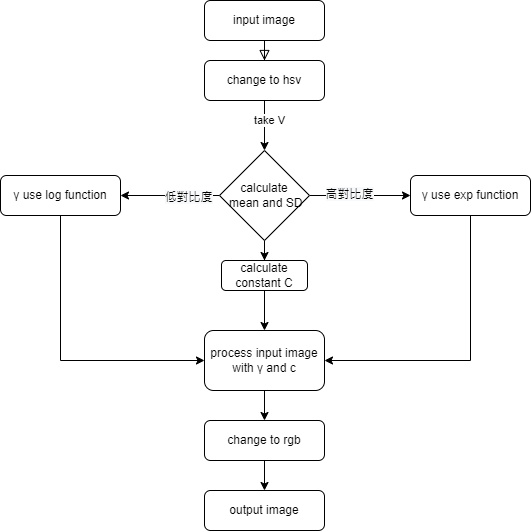 input image
change to hsv
take V
calculate
mean and SD
低對比度
高對比度
γ use log function
γ use exp function
calculate
constant C
process input image
with γ and c
change to rgb
output image